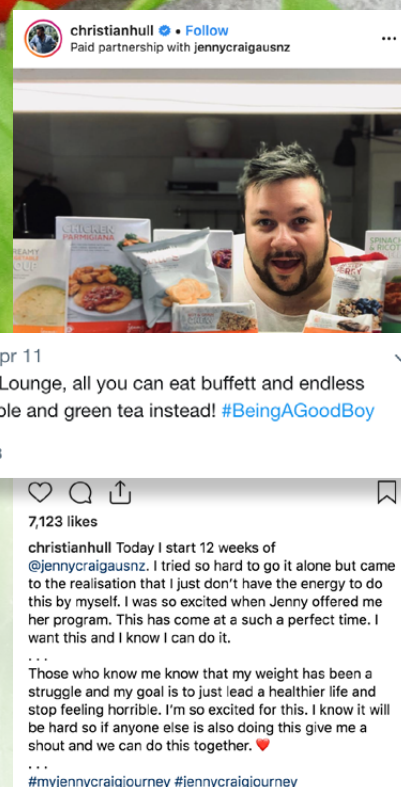 christianhull • Follow
Paid partnership with jennycraigausnz
CHICKEN
PARMIGIANA
CUP
SPINACH
& RICOT
pr 11
Lounge, all you can eat buffett and endless
ole and green tea instead! #BeingAGoodBoy
7,123 likes
christianhull Today I start 12 weeks of
@jennycraigausnz. I tried so hard to go it alone but came
to the realisation that I just don't have the energy to do
this by myself. I was so excited when Jenny offered me
her program. This has come at a such a perfect time. I
want this and I know I can do it.
...
Those who know me know that my weight has been a
struggle and my goal is to just lead a healthier life and
stop feeling horrible. I'm so excited for this. I know it will
be hard so if anyone else is also doing this give me a
shout and we can do this together. ❤️
...
#myjennycraigjourney #jennycraigjourney